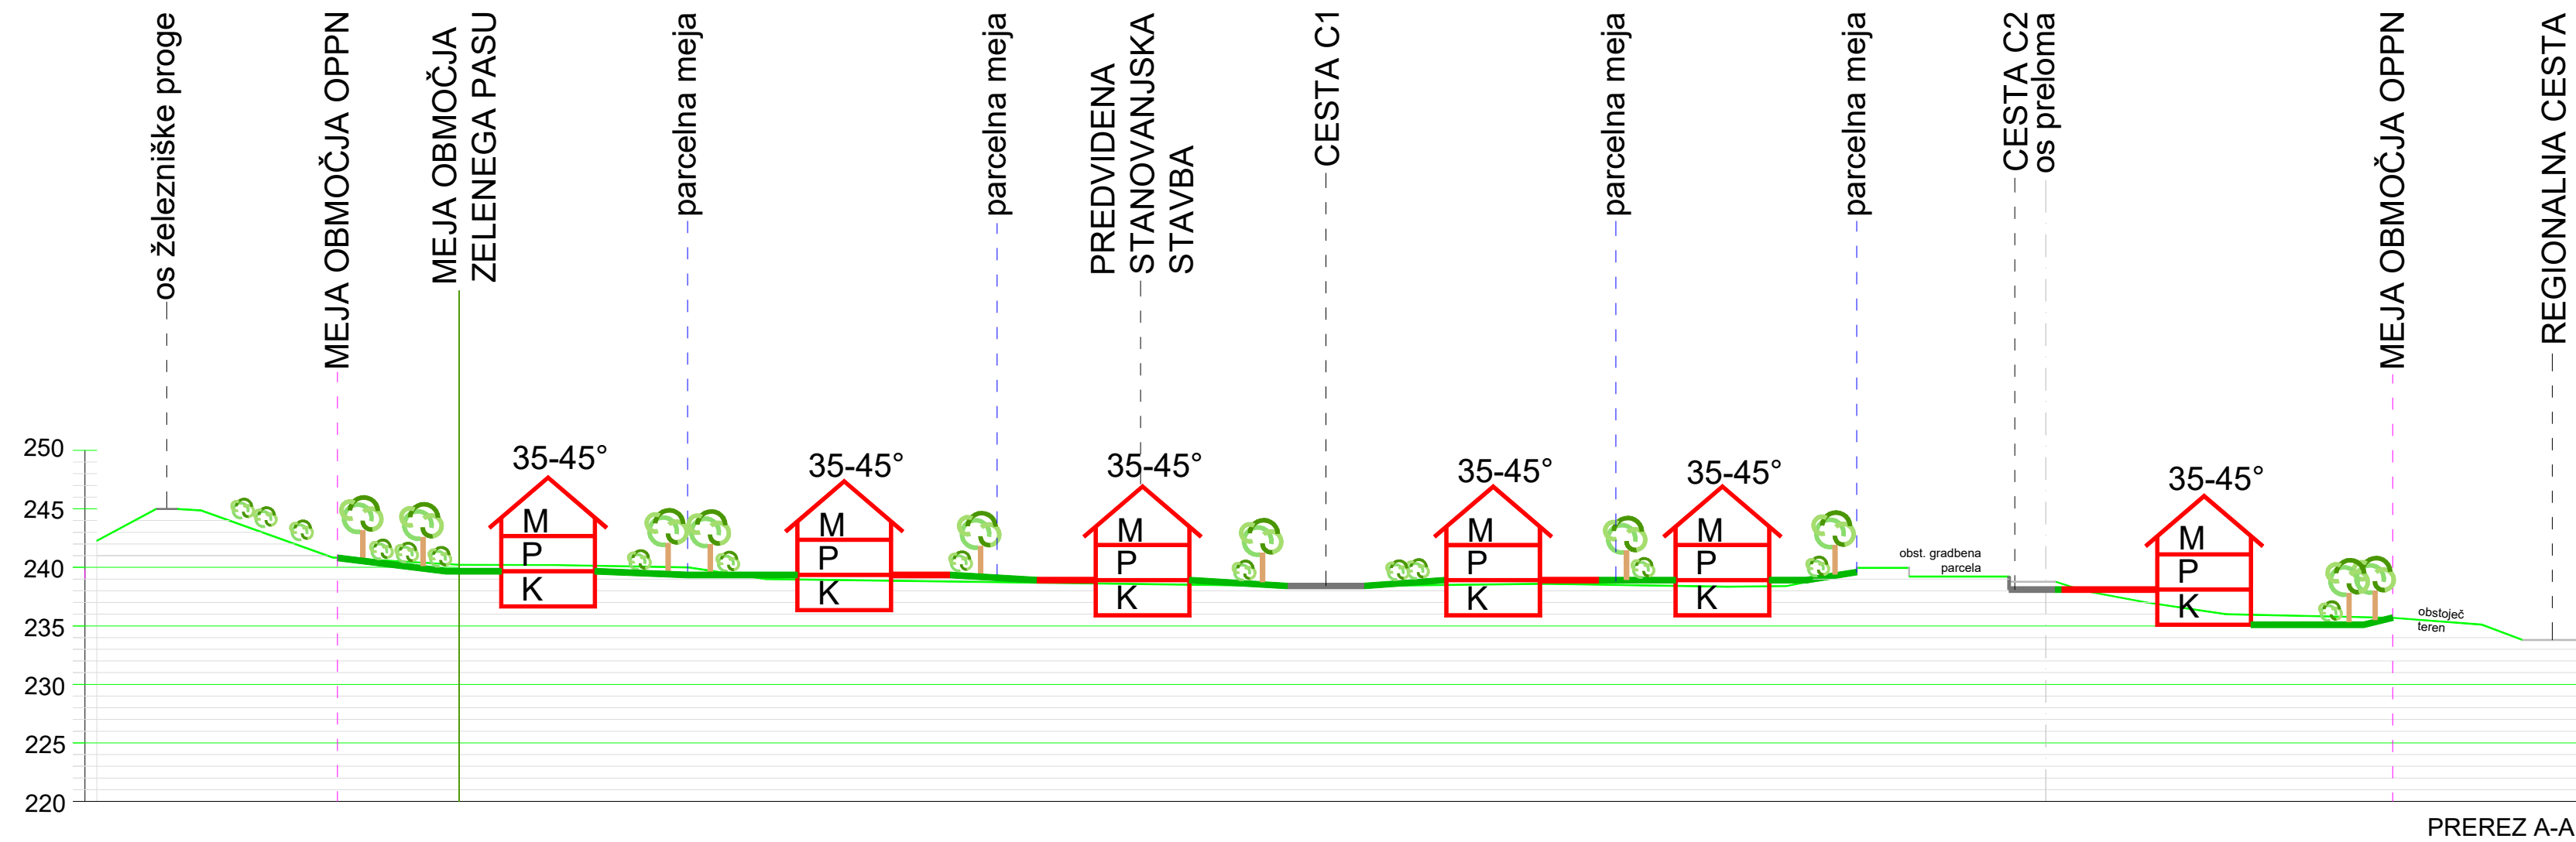 os železniške proge
MEJA OBMOČJA OPPN
MEJA OBMOČJA
ZELENEGA PASU
parcelna meja
parcelna meja
PREDVIDENA
STANOVANJSKA
STAVBA
CESTA C1
parcelna meja
parcelna meja
CESTA C2
os preloma
MEJA OBMOČJA OPPN
REGIONALNA CESTA
250
245
240
235
230
225
220
35-45°
M
P
K
35-45°
M
P
K
35-45°
M
P
K
35-45°
M
P
K
35-45°
M
P
K
obst. gradbena
parcela
35-45°
M
P
K
obstoječ
teren
PREREZ A-A